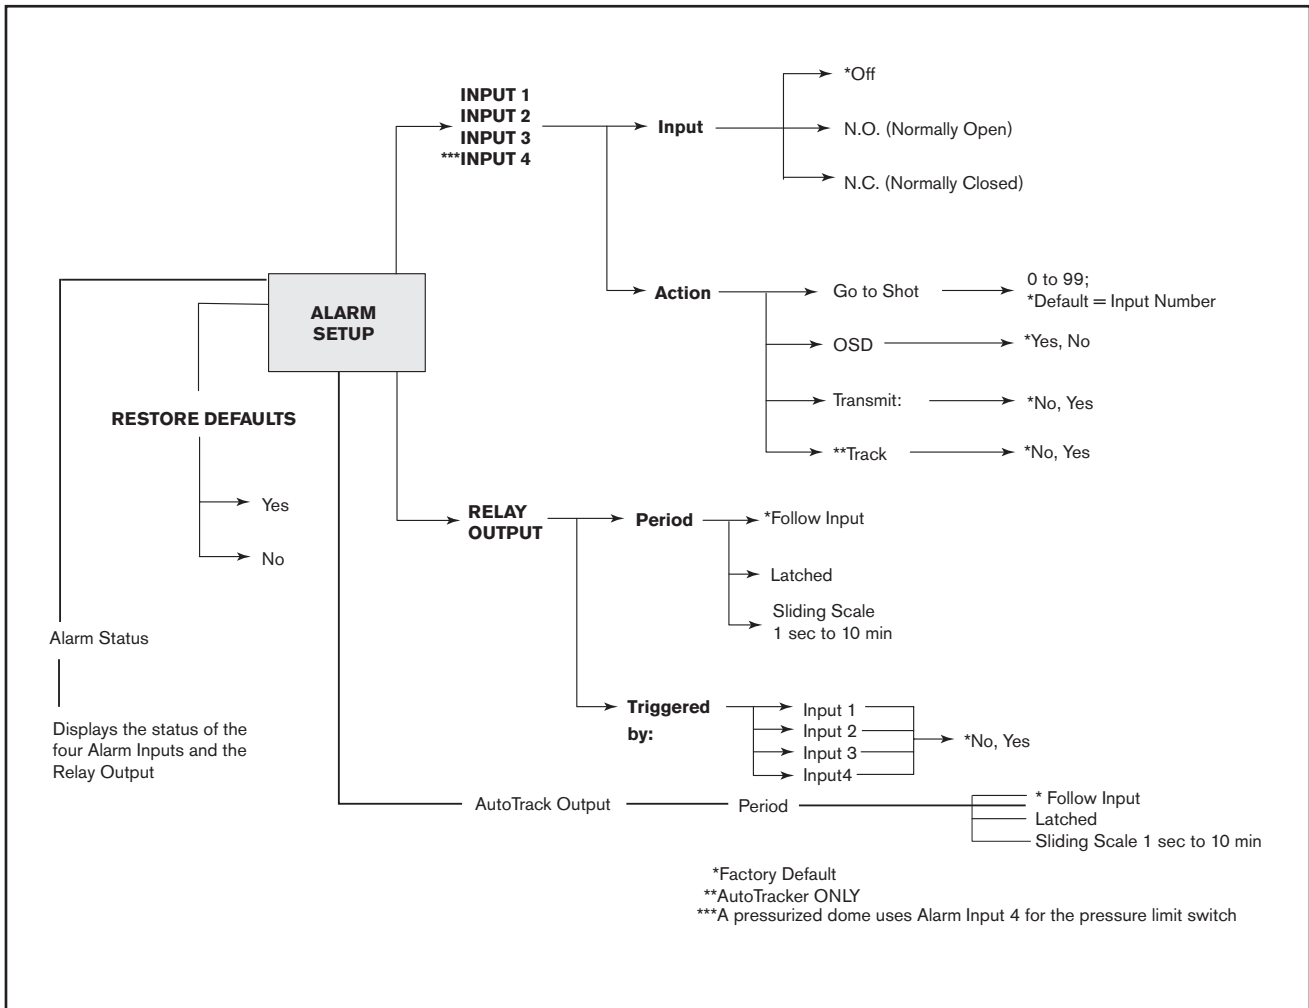 INPUT 1
INPUT 2
INPUT 3
***INPUT 4
Input
*Off
N.O. (Normally Open)
N.C. (Normally Closed)
Action
Go to Shot
0 to 99;
*Default = Input Number
OSD
*Yes, No
Transmit:
*No, Yes
**Track
*No, Yes
ALARM
SETUP
RESTORE DEFAULTS
Yes
No
RELAY
OUTPUT
Period
*Follow Input
Latched
Sliding Scale
1 sec to 10 min
Triggered
by:
Input 1
Input 2
Input 3
Input4
*No, Yes
Alarm Status
Displays the status of the
four Alarm Inputs and the
Relay Output
AutoTrack Output
Period
* Follow Input
Latched
Sliding Scale 1 sec to 10 min
*Factory Default
**AutoTracker ONLY
***A pressurized dome uses Alarm Input 4 for the pressure limit switch